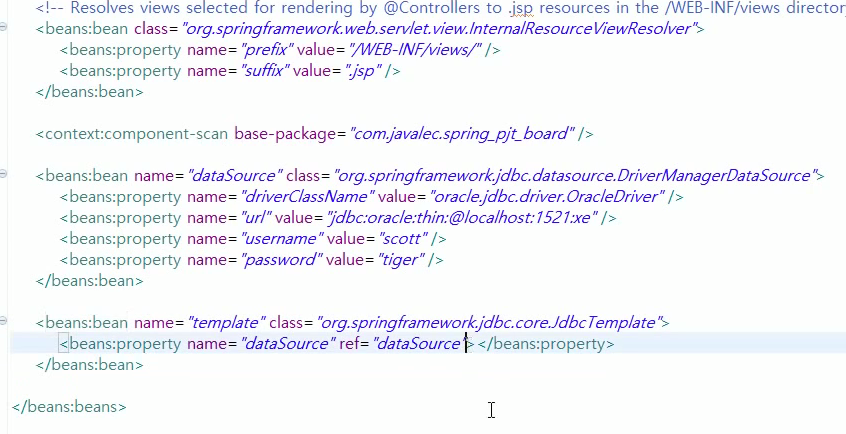 <!-- Resolves views selected for rendering by @Controllers to .jsp resources in the /WEB-INF/views director
<beans:bean class="org.springframework.web.servlet.view.InternalResourceViewResolver">
<beans:property name="prefix" value="/WEB-INF/views/" />
<beans:property name="suffix" value=".jsp" />
</beans:bean>
<context:component-scan base-package="com.javalec.spring_pjt_board" />
<beans:bean name="dataSource" class="org.springframework.jdbc.datasource.DriverManagerDataSource">
<beans:property name="driverClassName" value="oracle.jdbc.driver.OracleDriver" />
<beans:property name="url" value="jdbc:oracle:thin:@localhost:1521:xe" />
<beans:property name="username" value="scott" />
<beans:property name="password" value="tiger" />
</beans:bean>
<beans:bean name="template" class="org.springframework.jdbc.core.JdbcTemplate">
<beans:property name="dataSource" ref="dataSource"></beans:property>
</beans:bean>
</beans:beans>